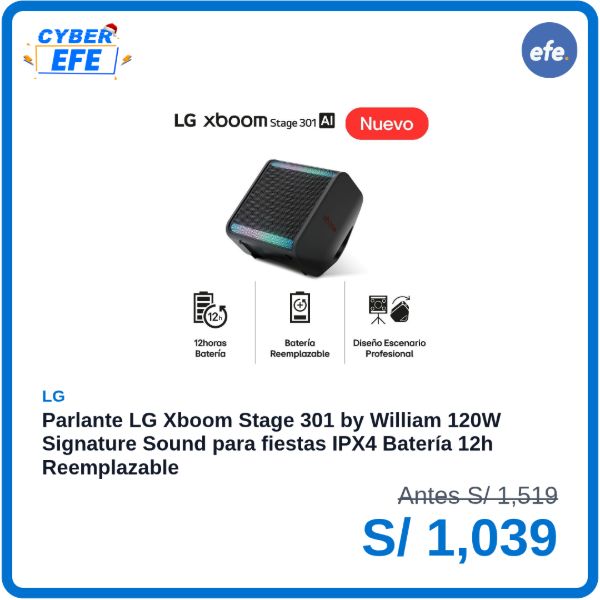 CYBER
EFE
efe.
LG xboom Stage 301 AI
Nuevo
12h
12horas
Batería
Batería
Reemplazable
Diseño Escenario
Profesional
LG
Parlante LG Xboom Stage 301 by William 120W
Signature Sound para fiestas IPX4 Batería 12h
Reemplazable
Antes S/ 1,519
S/ 1,039